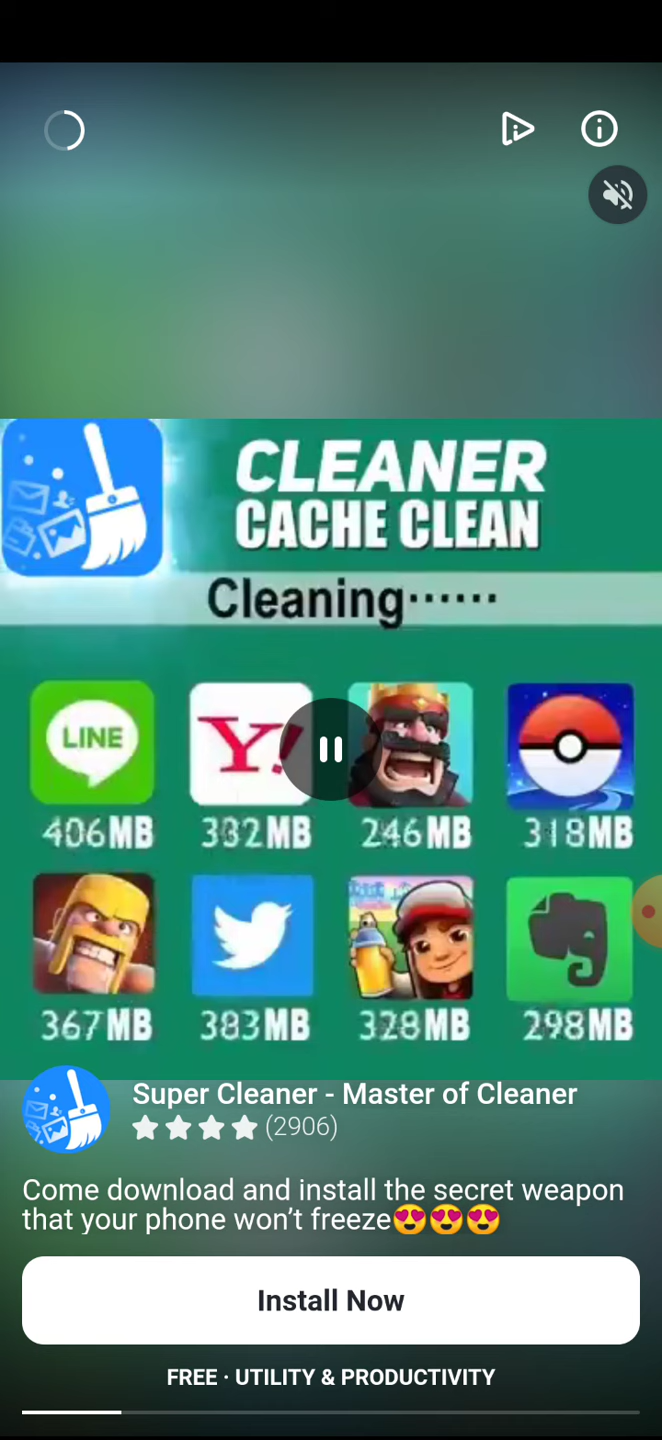 CLEANER
CACHE CLEAN
Cleaning······
LINE
Y!
406MB 332MB 246MB 318MB
367MB 383MB 328MB 298MB
Super Cleaner - Master of Cleaner
(2906)
Come download and install the secret weapon
that your phone won’t freeze😍😍😍
Install Now
FREE · UTILITY & PRODUCTIVITY